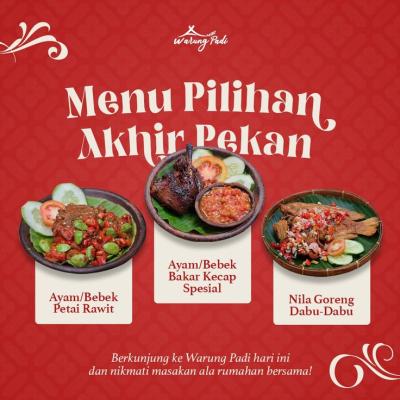 Warung Padi
Menu Pilihan
Akhir Pekan
Ayam/Bebek
Petai Rawit
Ayam/Bebek
Bakar Kecap
Spesial
Nila Goreng
Dabu-Dabu
Berkunjung ke Warung Padi hari ini
dan nikmati masakan ala rumahan bersama!